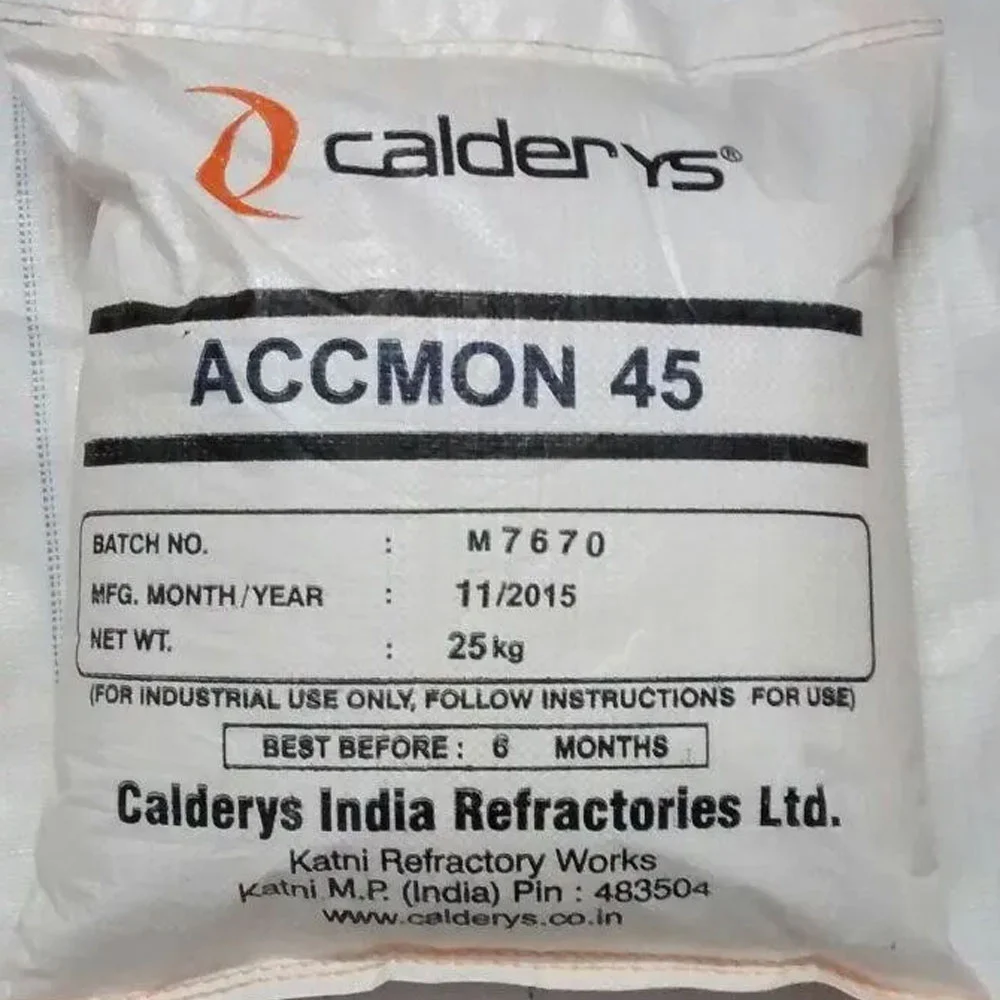 calderys®
ACCMON 45
BATCH NO. : M7670
MFG. MONTH/YEAR : 11/2015
NET WT. : 25kg
(FOR INDUSTRIAL USE ONLY, FOLLOW INSTRUCTIONS FOR USE)
BEST BEFORE : 6 MONTHS
Calderys India Refractories Ltd.
Katni Refractory Works
Katni M.P. (India) Pin : 483504
www.calderys.co.in